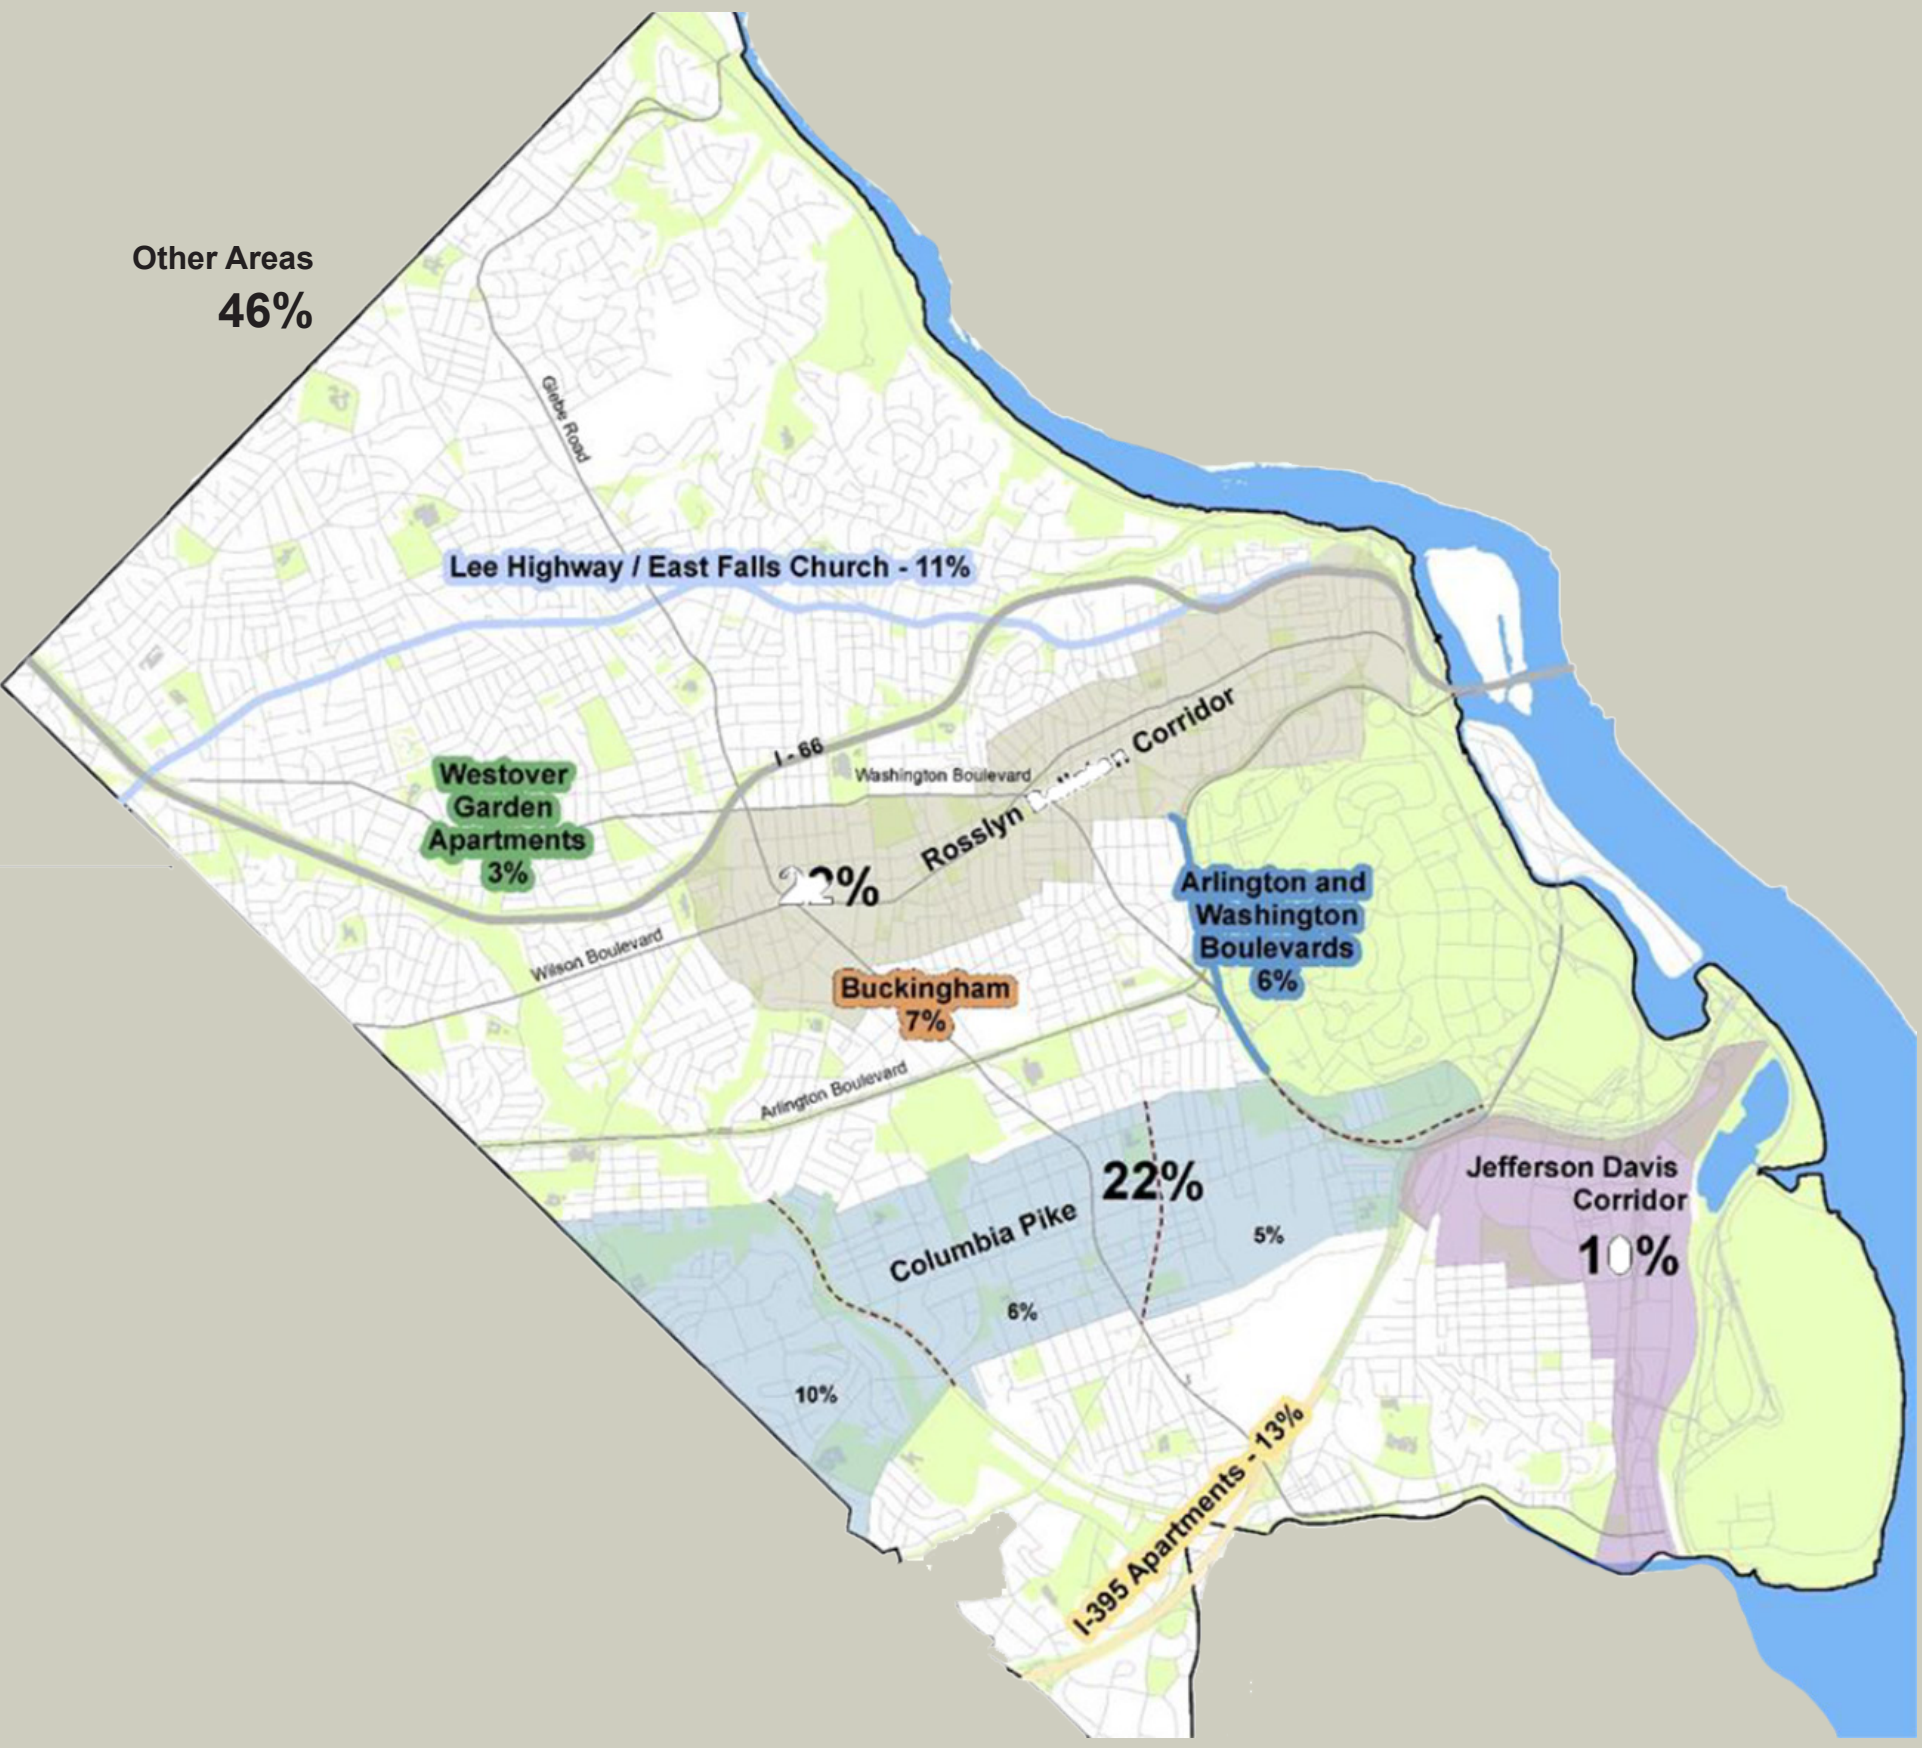 Other Areas
46%
Glebe Road
Lee Highway / East Falls Church - 11%
I - 66
Washington Boulevard
Rosslyn
Corridor
Westover
Garden
Apartments
3%
22%
Wilson Boulevard
Arlington and
Washington
Boulevards
6%
Buckingham
7%
Arlington Boulevard
22%
Columbia Pike
5%
6%
10%
Jefferson Davis
Corridor
10%
I-395 Apartments - 13%